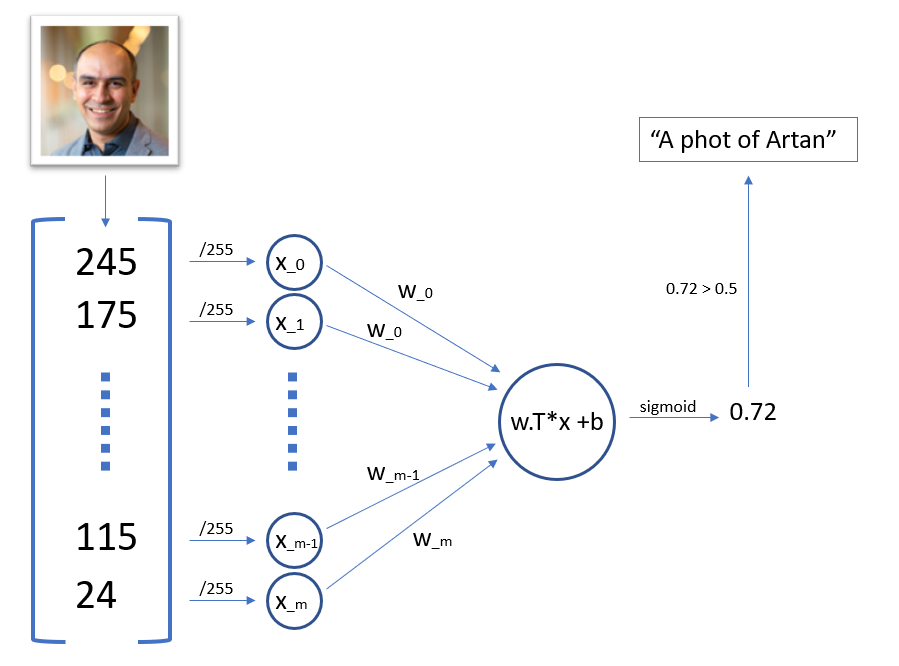 “A phot of Artan”
245
/255
x_0
175
/255
x_1
w_0
w_0
0.72 > 0.5
w.T*x +b
sigmoid
0.72
w_m-1
115
/255
x_m-1
w_m
24
/255
x_m